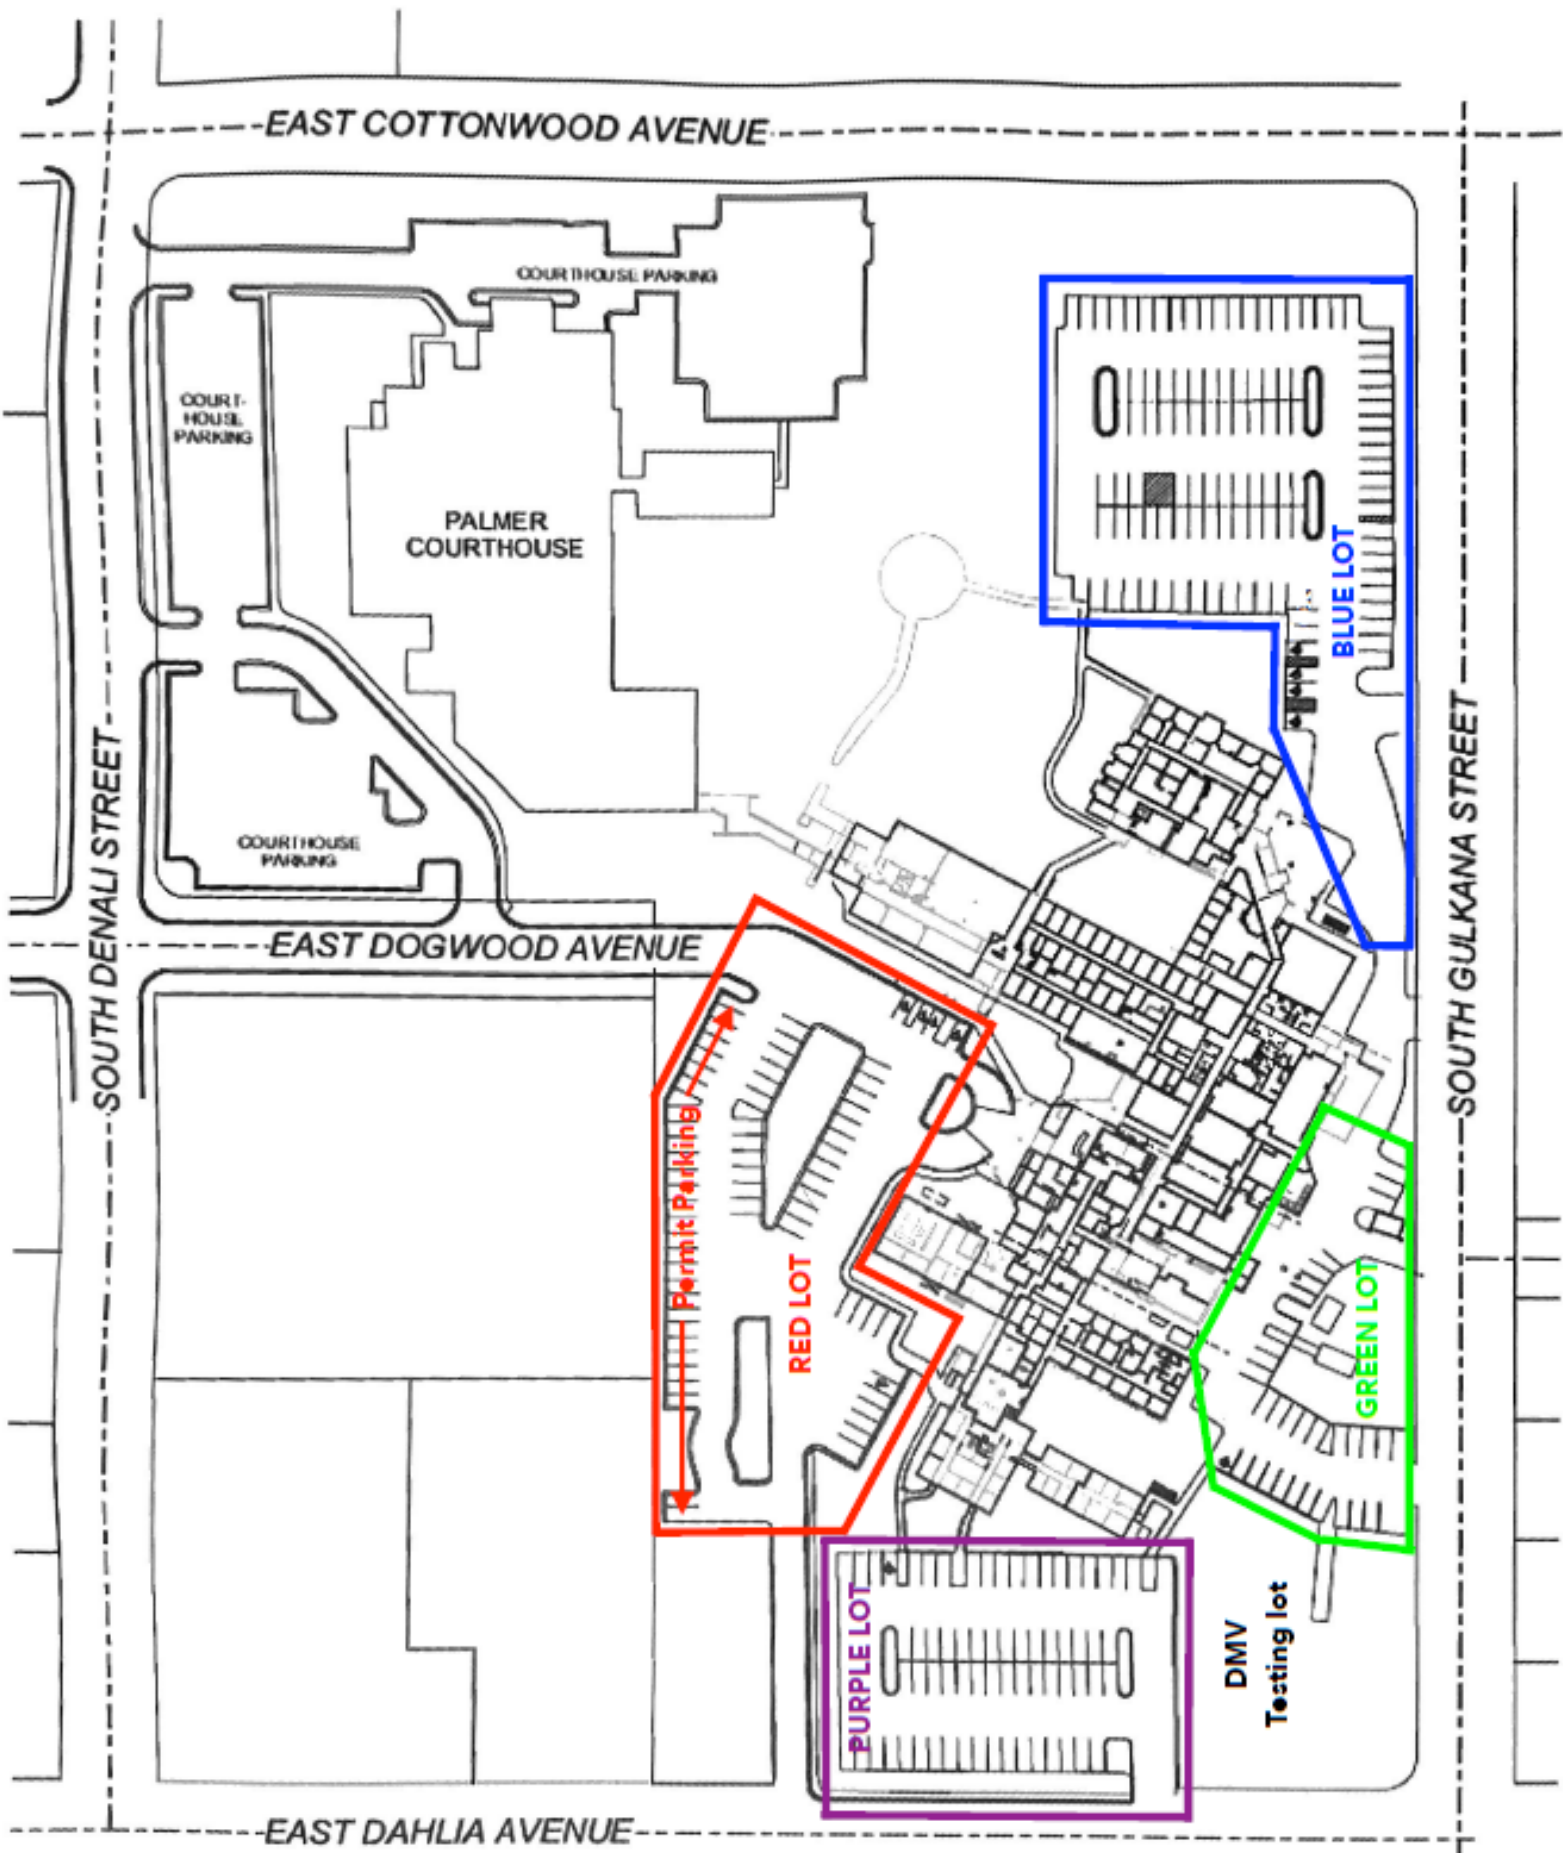 EAST COTTONWOOD AVENUE
COURTHOUSE PARKING
COURT-
HOUSE
PARKING
PALMER
COURTHOUSE
BLUE LOT
SOUTH DENALI STREET
SOUTH GULKANA STREET
COURTHOUSE
PARKING
EAST DOGWOOD AVENUE
Permit Parking
RED LOT
GREEN LOT
PURPLE LOT
DMV
Testing lot
EAST DAHLIA AVENUE